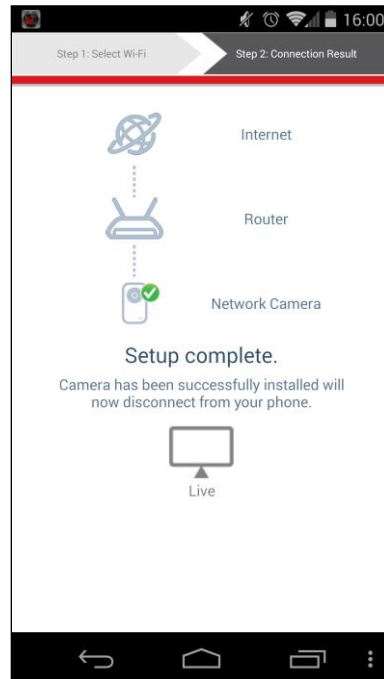 16:00
Step 1: Select Wi-Fi
Step 2: Connection Result
Internet
Router
Network Camera
Setup complete.
Camera has been successfully installed will
now disconnect from your phone.
Live